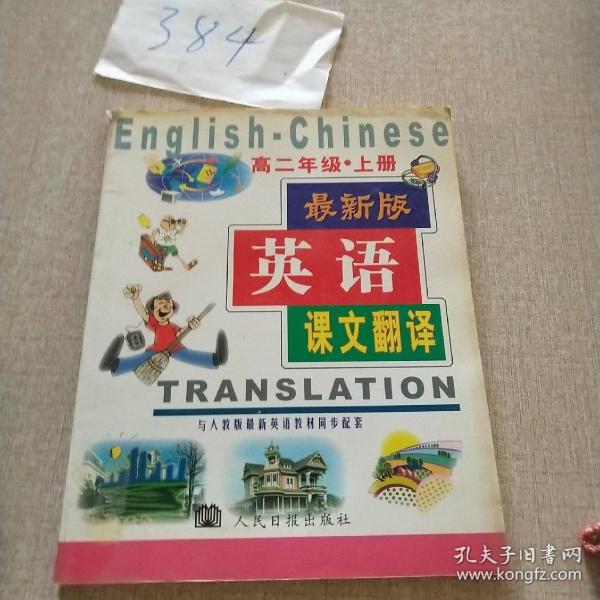 384
English-Chinese
高二年级·上册
最新版
英语
课文翻译
TRANSLATION
与人教版最新英语教材同步配套
人民日报出版社
孔夫子旧书网
www.kongfz.com